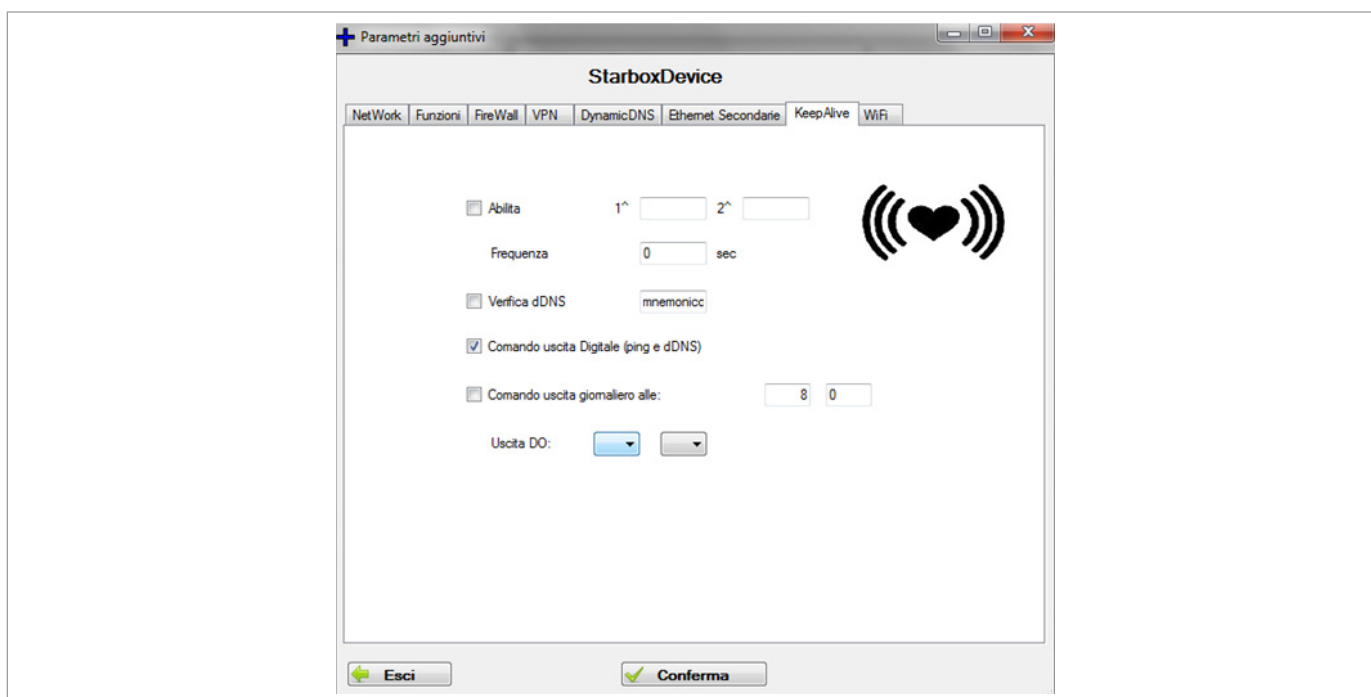 Parametri aggiuntivi
StarboxDevice
NetWork Funzioni FireWall VPN DynamicDNS Ethernet Secondarie KeepAlive WiFi
Abilita 1^ 2^
Frequenza 0 sec
Verifica dDNS mnemonicc
Comando uscita Digitale (ping e dDNS)
Comando uscita giornaliero alle: 8 0
Uscita DO:
Esci Conferma